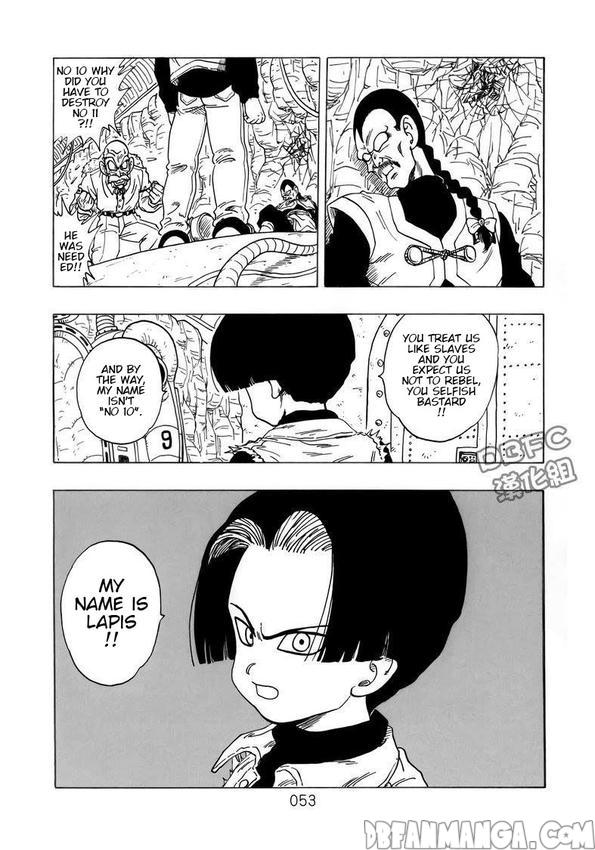 NO 10 WHY
DID YOU
HAVE TO
DESTROY
NO 11
?!!
HE
WAS
NEED
ED!!
YOU TREAT US
LIKE SLAVES AND
YOU EXPECT US
NOT TO REBEL,
YOU SELFISH
BASTARD
!!
AND BY
THE WAY,
MY NAME
ISN'T
"NO 10".
9
DBFC
漢化組
MY
NAME IS
LAPIS
!!
053
DBFANMANGA.COM